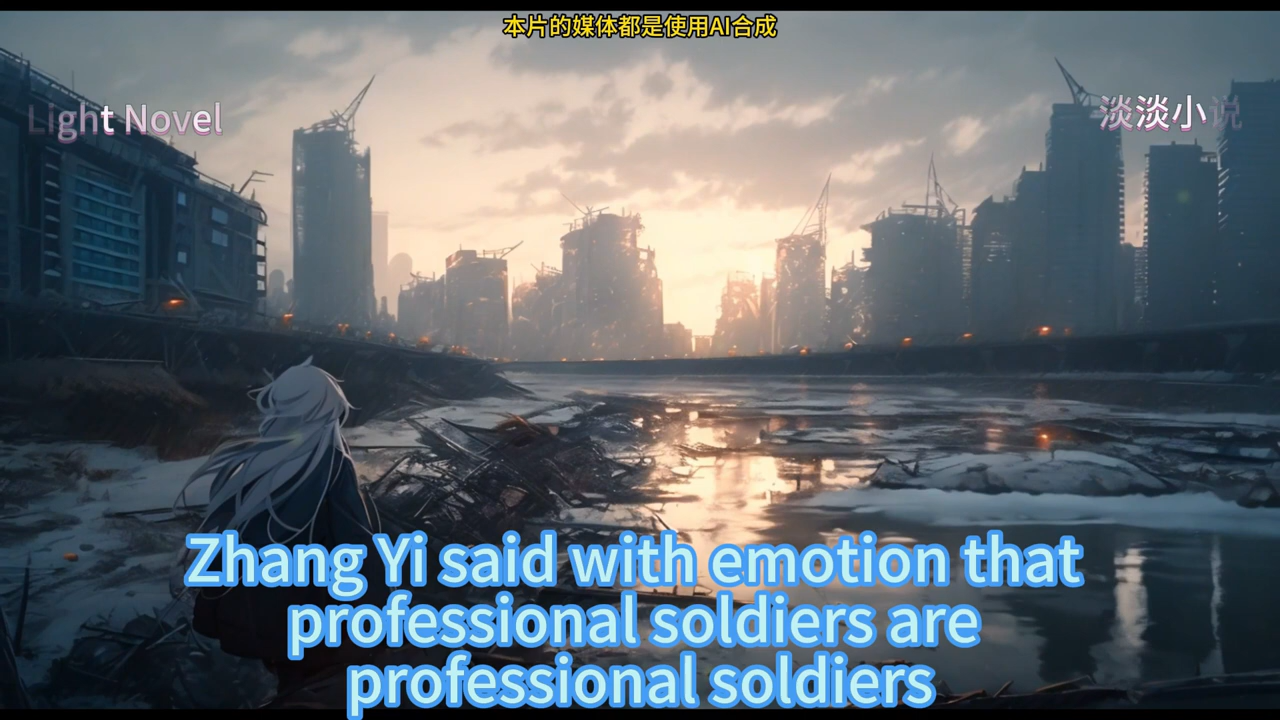 本片的媒体都是使用AI合成
Light Novel
淡淡小说
Zhang Yi said with emotion that
professional soldiers are
professional soldiers